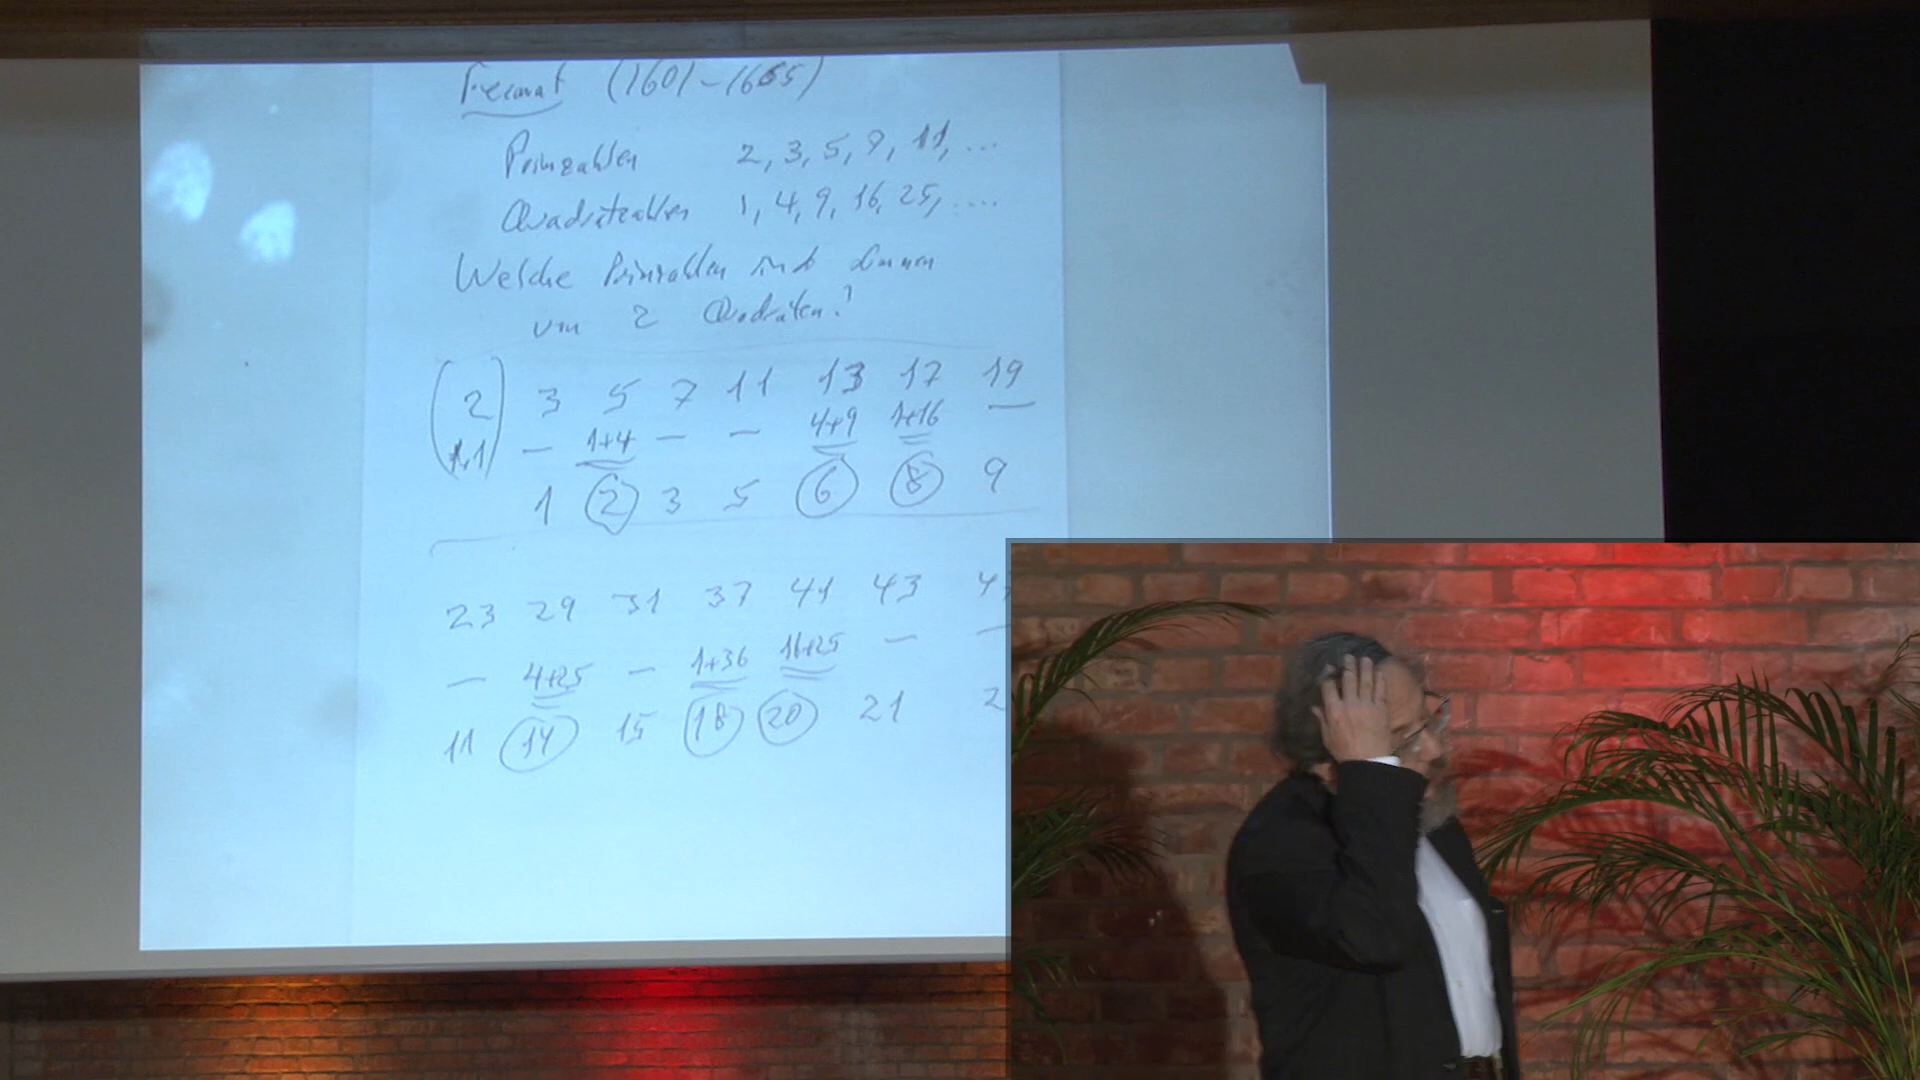 Fermat (1601-1665)
Primzahlen 2, 3, 5, 7, 11, ...
Quadratzahlen 1, 4, 9, 16, 25, ....
Welche Primzahlen sind Summen
von 2 Quadraten?
2 3 5 7 11 13 17 19
1,1 — 1+4 — — 4+9 1+16 —
1 2 3 5 6 8 9
23 29 31 37 41 43
— 4+25 — 1+36 16+25 — —
11 14 15 18 20 21 2